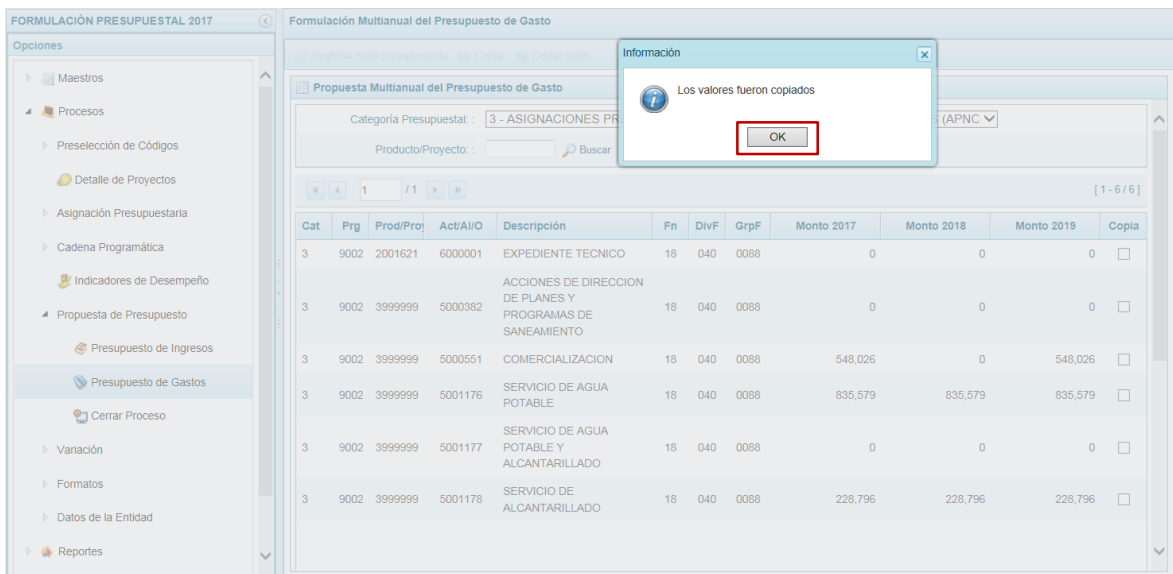 FORMULACIÓN PRESUPUESTAL 2017
Opciones
Maestros
Procesos
Preselección de Códigos
Detalle de Proyectos
Asignación Presupuestaria
Cadena Programática
Indicadores de Desempeño
Propuesta de Presupuesto
Presupuesto de Ingresos
Presupuesto de Gastos
Cerrar Proceso
Variación
Formatos
Datos de la Entidad
Reportes
Formulación Multianual del Presupuesto de Gasto
Registrar meta presupuestaria Copiar Copiar todos
Información
Los valores fueron copiados
OK
Propuesta Multianual del Presupuesto de Gasto
Categoría Presupuestal: : 3 - ASIGNACIONES PR (APNC
Producto/Proyecto: : Buscar
1 / 1 [ 1 - 6 / 6 ]
Cat Prg Prod/Proy Act/AI/O Descripción Fn DivF GrpF Monto 2017 Monto 2018 Monto 2019 Copia
3 9002 2001621 6000001 EXPEDIENTE TECNICO 18 040 0088 0 0 0
3 9002 3999999 5000382 ACCIONES DE DIRECCION
DE PLANES Y
PROGRAMAS DE
SANEAMIENTO 18 040 0088 0 0 0
3 9002 3999999 5000551 COMERCIALIZACION 18 040 0088 548,026 0 548,026
3 9002 3999999 5001176 SERVICIO DE AGUA
POTABLE 18 040 0088 835,579 835,579 835,579
3 9002 3999999 5001177 SERVICIO DE AGUA
POTABLE Y
ALCANTARILLADO 18 040 0088 0 0 0
3 9002 3999999 5001178 SERVICIO DE
ALCANTARILLADO 18 040 0088 228,796 228,796 228,796